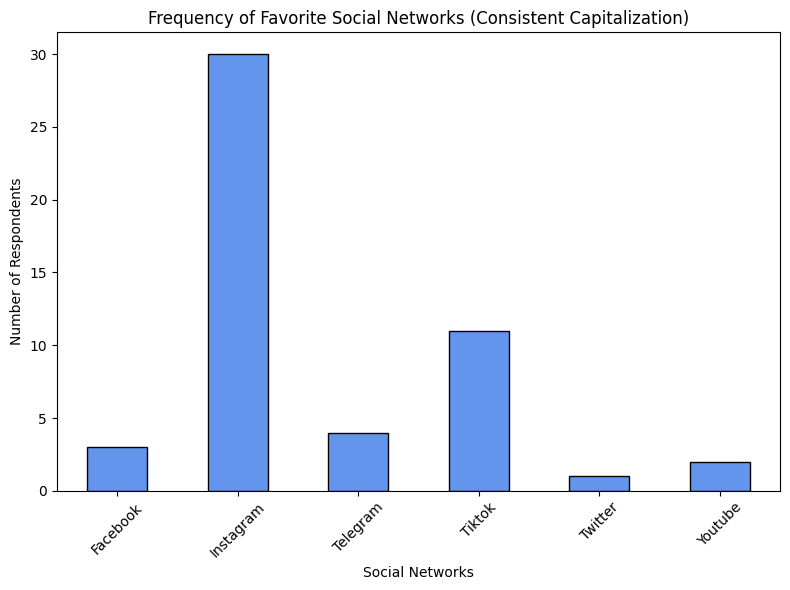 Frequency of Favorite Social Networks (Consistent Capitalization)
Number of Respondents
30
25
20
15
10
5
0
Facebook
Instagram
Telegram
Tiktok
Twitter
Youtube
Social Networks